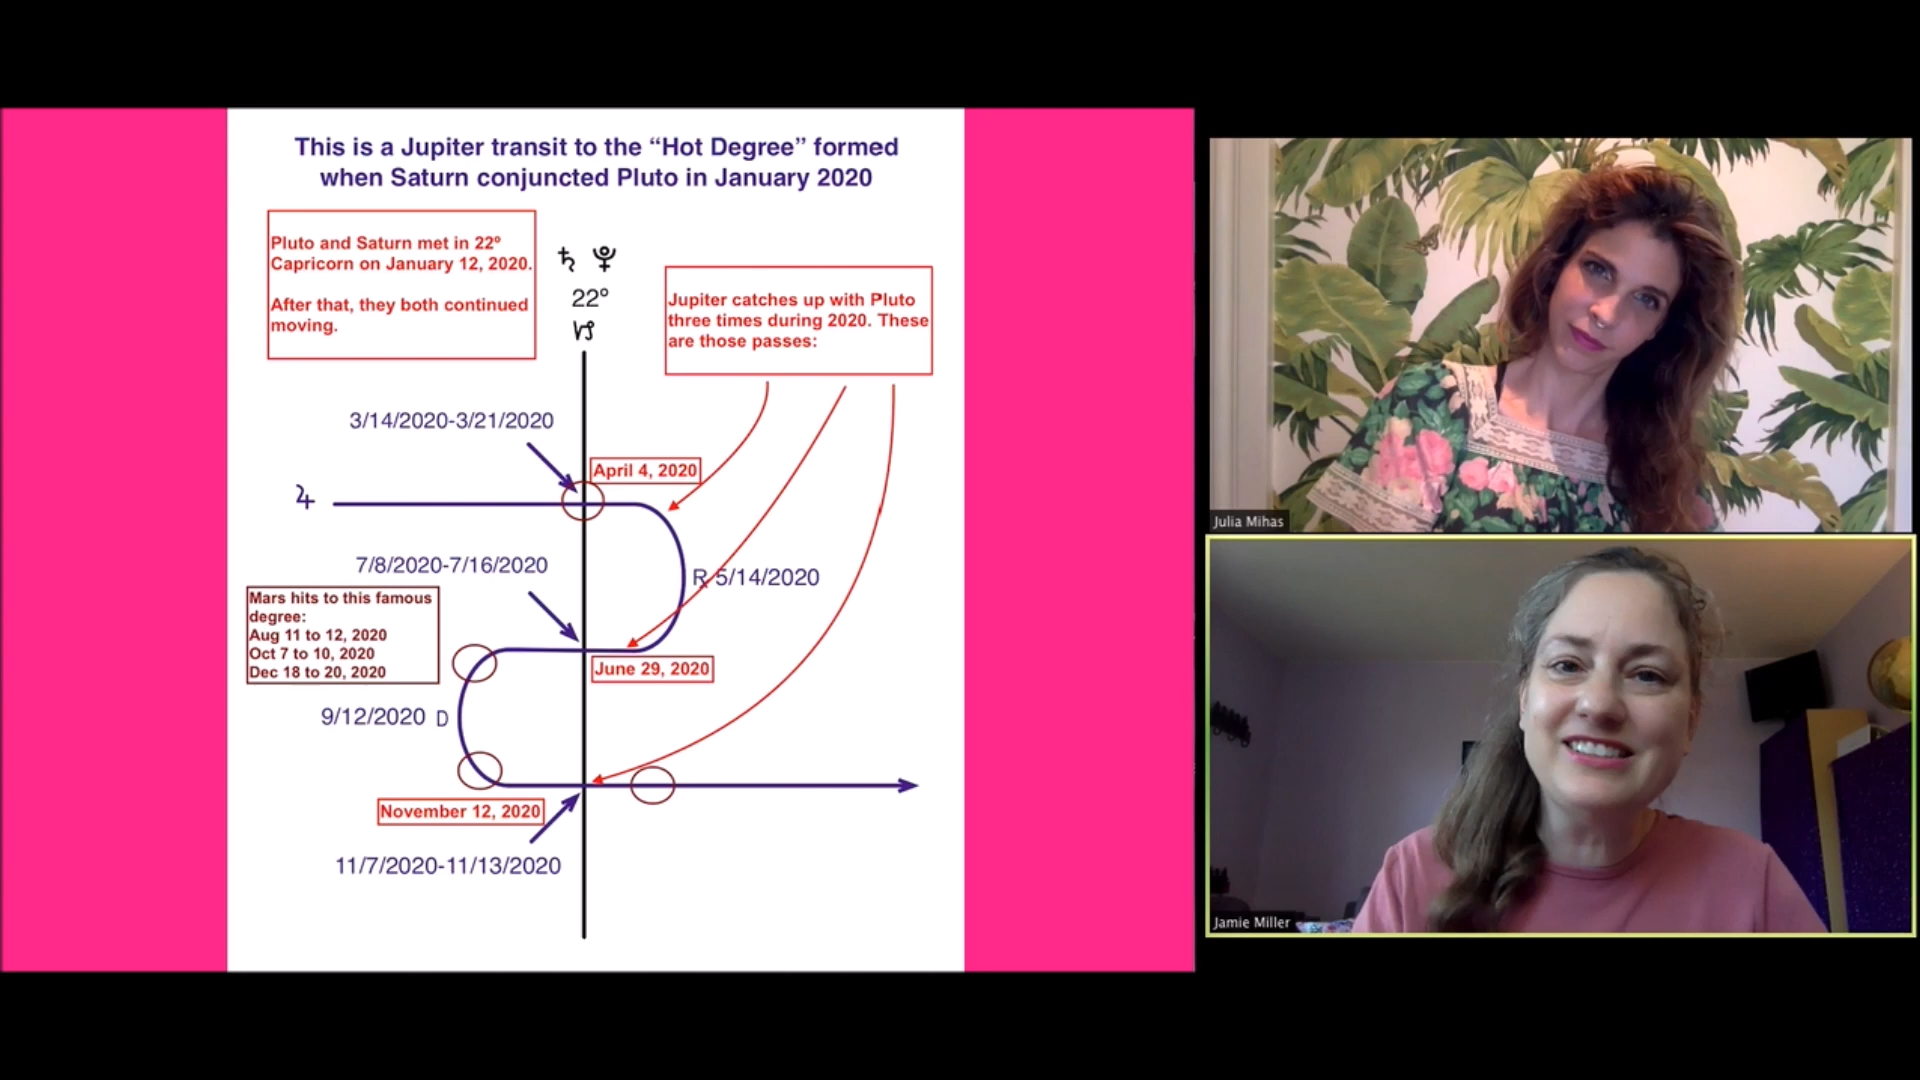 This is a Jupiter transit to the “Hot Degree” formed
when Saturn conjuncted Pluto in January 2020
Pluto and Saturn met in 22º
Capricorn on January 12, 2020.
After that, they both continued
moving.
♄ ♇
22°
♑
Jupiter catches up with Pluto
three times during 2020. These
are those passes:
3/14/2020-3/21/2020
April 4, 2020
♃
7/8/2020-7/16/2020
R 5/14/2020
Mars hits to this famous
degree:
Aug 11 to 12, 2020
Oct 7 to 10, 2020
Dec 18 to 20, 2020
June 29, 2020
9/12/2020 D
November 12, 2020
11/7/2020-11/13/2020
Julia Mihas
Jamie Miller